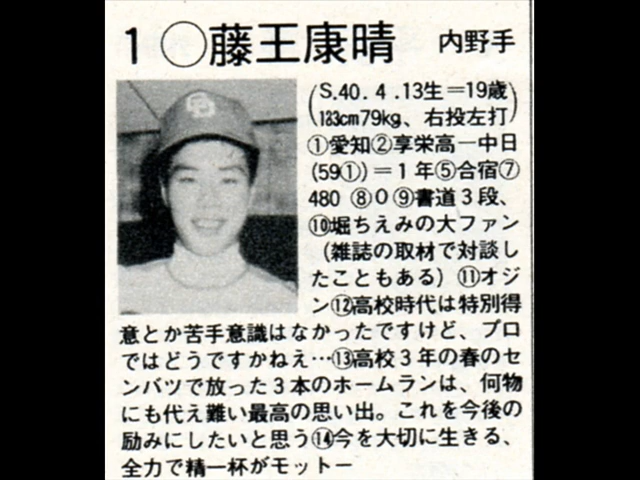 1○藤王康晴 内野手
(S.40.4.13生=19歳
183cm79kg、右投左打)
①愛知②享栄高一中日
(59①)=1年⑤合宿⑦
480 ⑧0⑨書道3段、
⑩堀ちえみの大ファン
(雑誌の取材で対談し
たこともある)⑪オジ
ン⑫高校時代は特別得
意とか苦手意識はなかったですけど、プロ
ではどうですかねえ…⑬高校3年の春のセ
ンバツで放った3本のホームランは、何物
にも代え難い最高の思い出。これを今後の
励みにしたいと思う⑭今を大切に生きる、
全力で精一杯がモットー